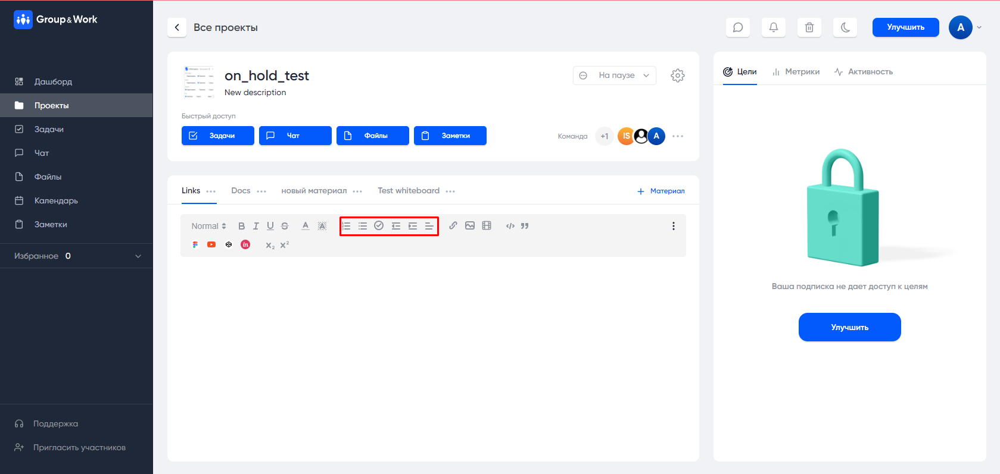 Group & Work
Дашборд
Проекты
Задачи
Чат
Файлы
Календарь
Заметки
Избранное 0
Поддержка
Пригласить участников
Все проекты
Улучшить
A
on_hold_test
New description
На паузе
Быстрый доступ
Задачи
Чат
Файлы
Заметки
Команда
+1
IS
A
Links
Docs
новый материал
Test whiteboard
+ Материал
Normal
B I U S A A
X₂ X²
in
Цели
Метрики
Активность
Ваша подписка не дает доступ к целям
Улучшить